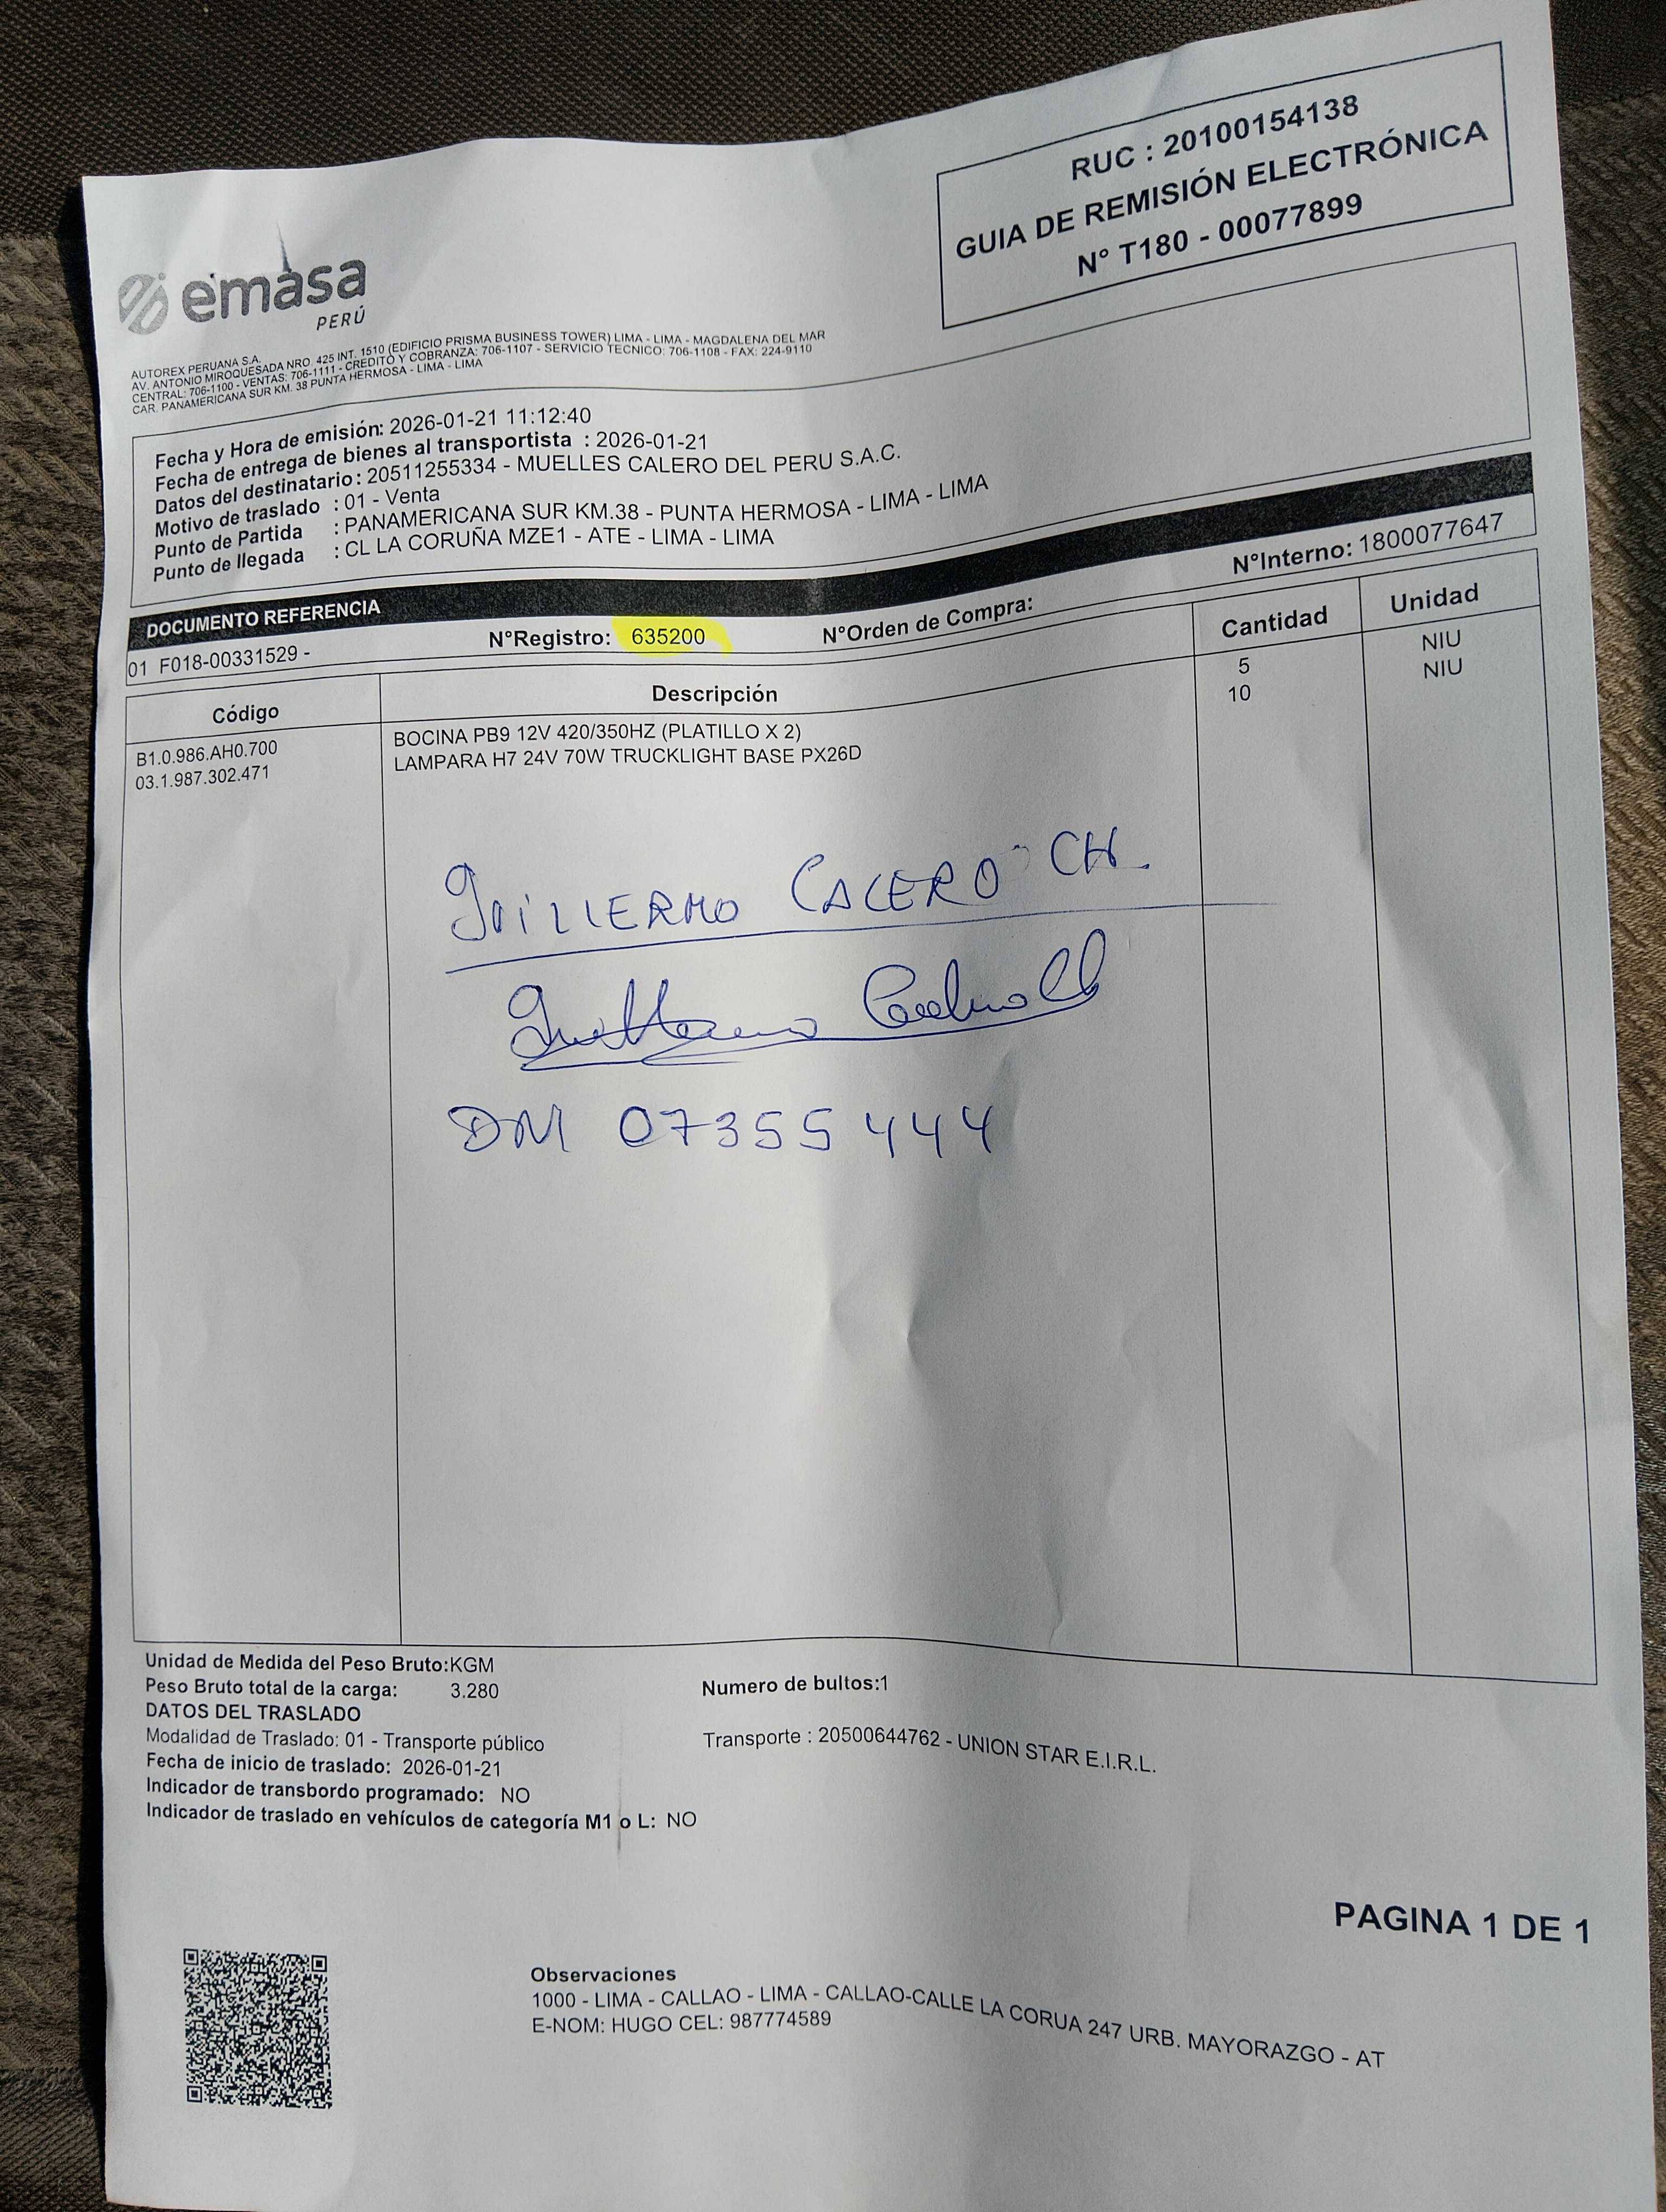 RUC : 20100154138
GUIA DE REMISIÓN ELECTRÓNICA
N° T180 - 00077899
emasa
PERÚ
AUTOREX PERUANA S.A.
AV. ANTONIO MIROQUESADA NRO. 425 INT. 1510 (EDIFICIO PRISMA BUSINESS TOWER) LIMA - LIMA - MAGDALENA DEL MAR
CENTRAL: 706-1100 - VENTAS: 706-1111 - CREDITO Y COBRANZA: 706-1107 - SERVICIO TECNICO: 706-1108 - FAX: 224-9110
CAR. PANAMERICANA SUR KM. 38 PUNTA HERMOSA - LIMA - LIMA
Fecha y Hora de emisión: 2026-01-21 11:12:40
Fecha de entrega de bienes al transportista : 2026-01-21
Datos del destinatario : 20511255334 - MUELLES CALERO DEL PERU S.A.C.
Motivo de traslado : 01 - Venta
Punto de Partida : PANAMERICANA SUR KM.38 - PUNTA HERMOSA - LIMA - LIMA
Punto de llegada : CL LA CORUÑA MZE1 - ATE - LIMA - LIMA
DOCUMENTO REFERENCIA
01 F018-00331529 - N°Registro: 635200 N°Orden de Compra: N°Interno: 1800077647
Código Descripción Cantidad Unidad
B1.0.986.AH0.700 BOCINA PB9 12V 420/350HZ (PLATILLO X 2) 5 NIU
03.1.987.302.471 LAMPARA H7 24V 70W TRUCKLIGHT BASE PX26D 10 NIU
GUILLERMO CALERO CH.
Guillermo Calero Ch
DNI 07355444
Unidad de Medida del Peso Bruto:KGM
Peso Bruto total de la carga: 3.280 Numero de bultos:1
DATOS DEL TRASLADO
Modalidad de Traslado: 01 - Transporte público Transporte : 20500644762 - UNION STAR E.I.R.L.
Fecha de inicio de traslado: 2026-01-21
Indicador de transbordo programado: NO
Indicador de traslado en vehículos de categoría M1 o L: NO
PAGINA 1 DE 1
Observaciones
1000 - LIMA - CALLAO - LIMA - CALLAO-CALLE LA CORUA 247 URB. MAYORAZGO - AT
E-NOM: HUGO CEL: 987774589